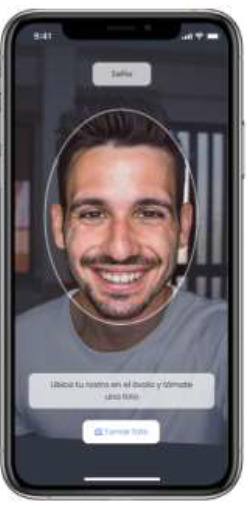 9:41
Selfie
Ubica tu rostro en el óvalo y tómate
una foto
Tomar foto